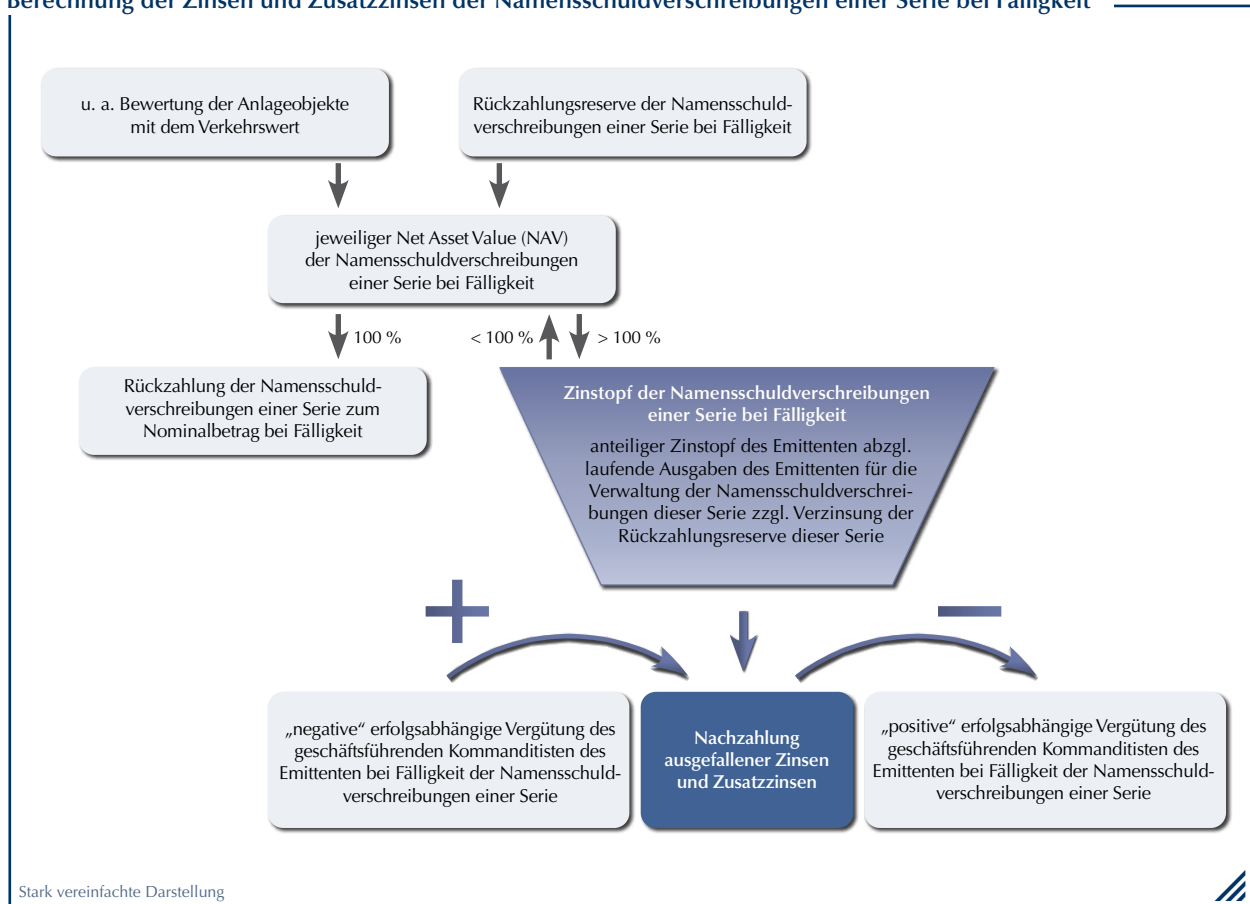 Berechnung der Zinsen und Zusatzzinsen der Namensschuldverschreibungen einer Serie bei Fälligkeit
u. a. Bewertung der Anlageobjekte
mit dem Verkehrswert
Rückzahlungsreserve der Namensschuld-
verschreibungen einer Serie bei Fälligkeit
jeweiliger Net Asset Value (NAV)
der Namensschuldverschreibungen
einer Serie bei Fälligkeit
100 %
< 100 %
> 100 %
Rückzahlung der Namensschuld-
verschreibungen einer Serie zum
Nominalbetrag bei Fälligkeit
Zinstopf der Namensschuldverschreibungen
einer Serie bei Fälligkeit
anteiliger Zinstopf des Emittenten abzgl.
laufende Ausgaben des Emittenten für die
Verwaltung der Namensschuldverschrei-
bungen dieser Serie zzgl. Verzinsung der
Rückzahlungsreserve dieser Serie
+
−
„negative“ erfolgsabhängige Vergütung des
geschäftsführenden Kommanditisten des
Emittenten bei Fälligkeit der Namensschuld-
verschreibungen einer Serie
Nachzahlung
ausgefallener Zinsen
und Zusatzzinsen
„positive“ erfolgsabhängige Vergütung des
geschäftsführenden Kommanditisten des
Emittenten bei Fälligkeit der Namensschuld-
verschreibungen einer Serie
Stark vereinfachte Darstellung